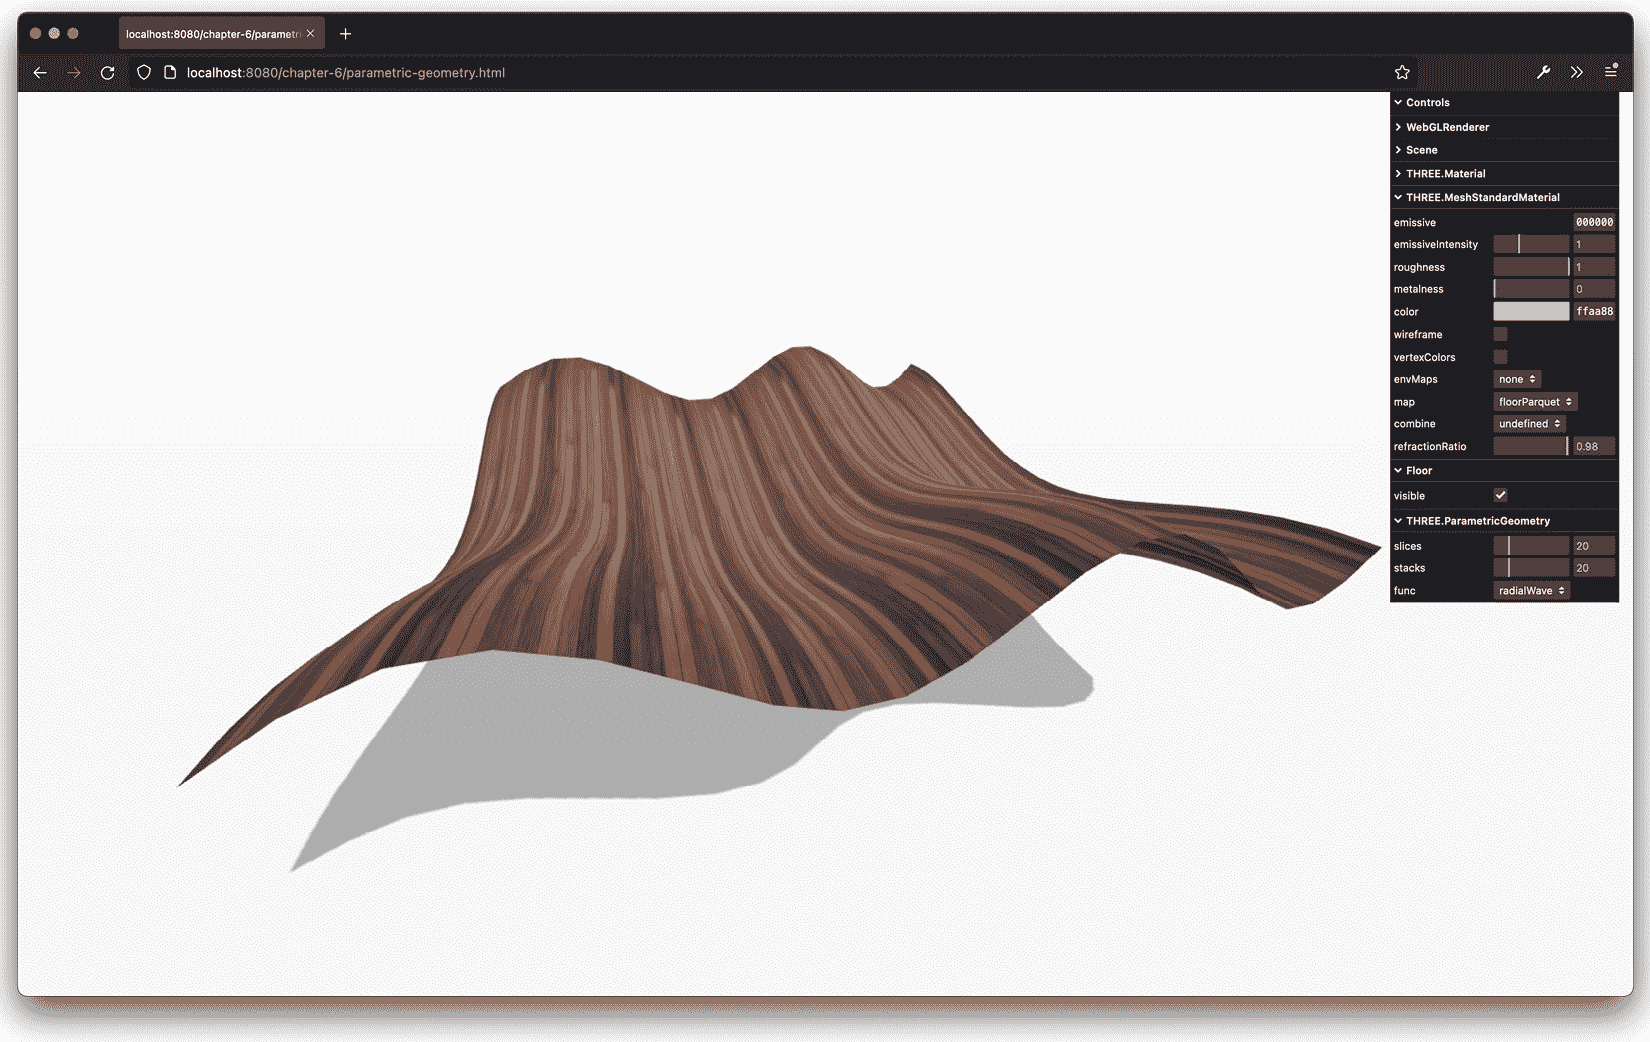 localhost:8080/chapter-6/parametri
localhost:8080/chapter-6/parametric-geometry.html
Controls
WebGLRenderer
Scene
THREE.Material
THREE.MeshStandardMaterial
emissive 000000
emissiveIntensity 1
roughness 1
metalness 0
color ffaa88
wireframe
vertexColors
envMaps none
map floorParquet
combine undefined
refractionRatio 0.98
Floor
visible
THREE.ParametricGeometry
slices 20
stacks 20
func radialWave